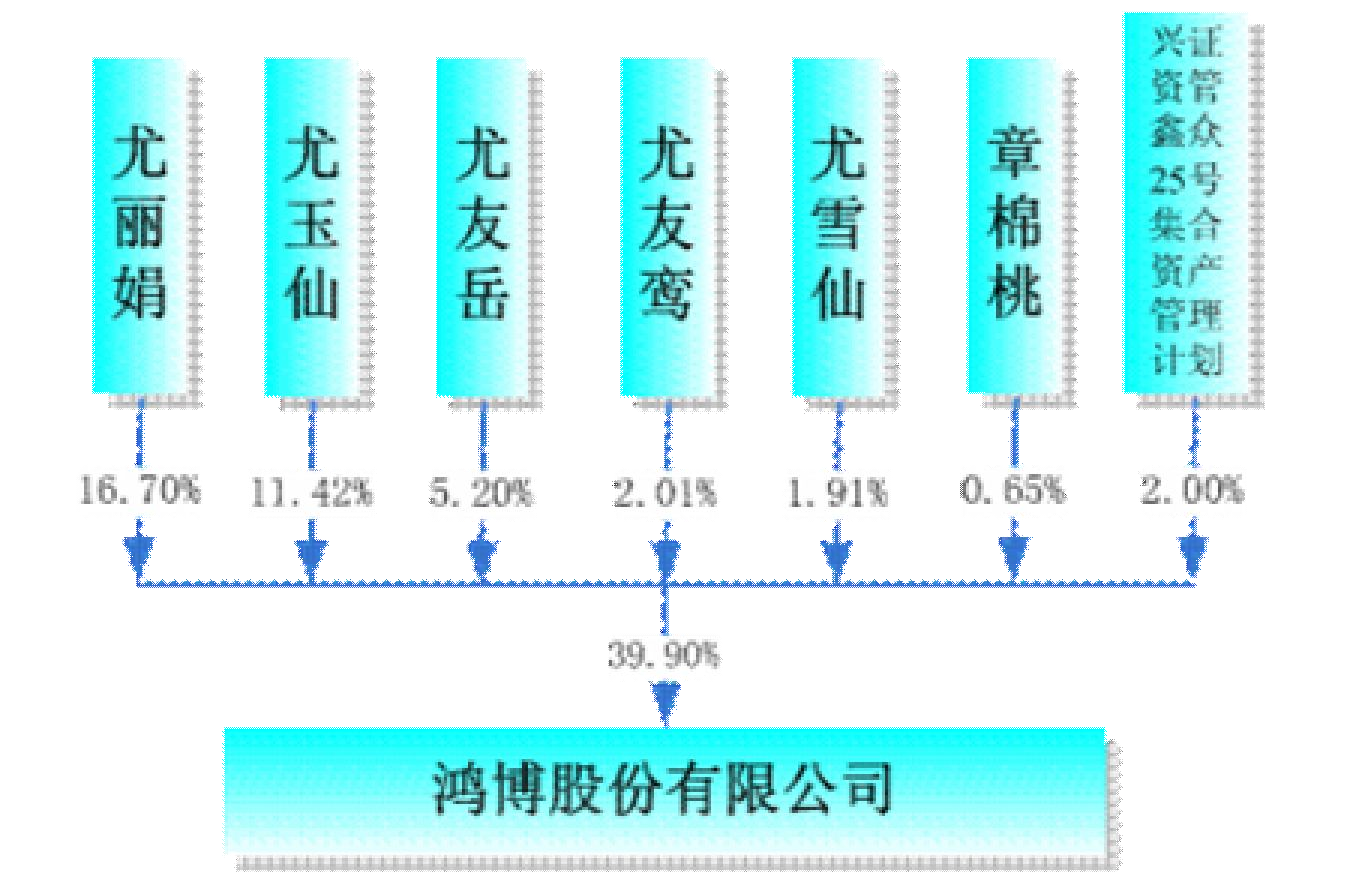 尤丽娟
尤玉仙
尤友岳
尤友鸾
尤雪仙
章棉桃
兴证
资管
鑫众
25号
集合
资产
管理
计划
16.70%
11.42%
5.20%
2.01%
1.91%
0.65%
2.00%
39.90%
鸿博股份有限公司